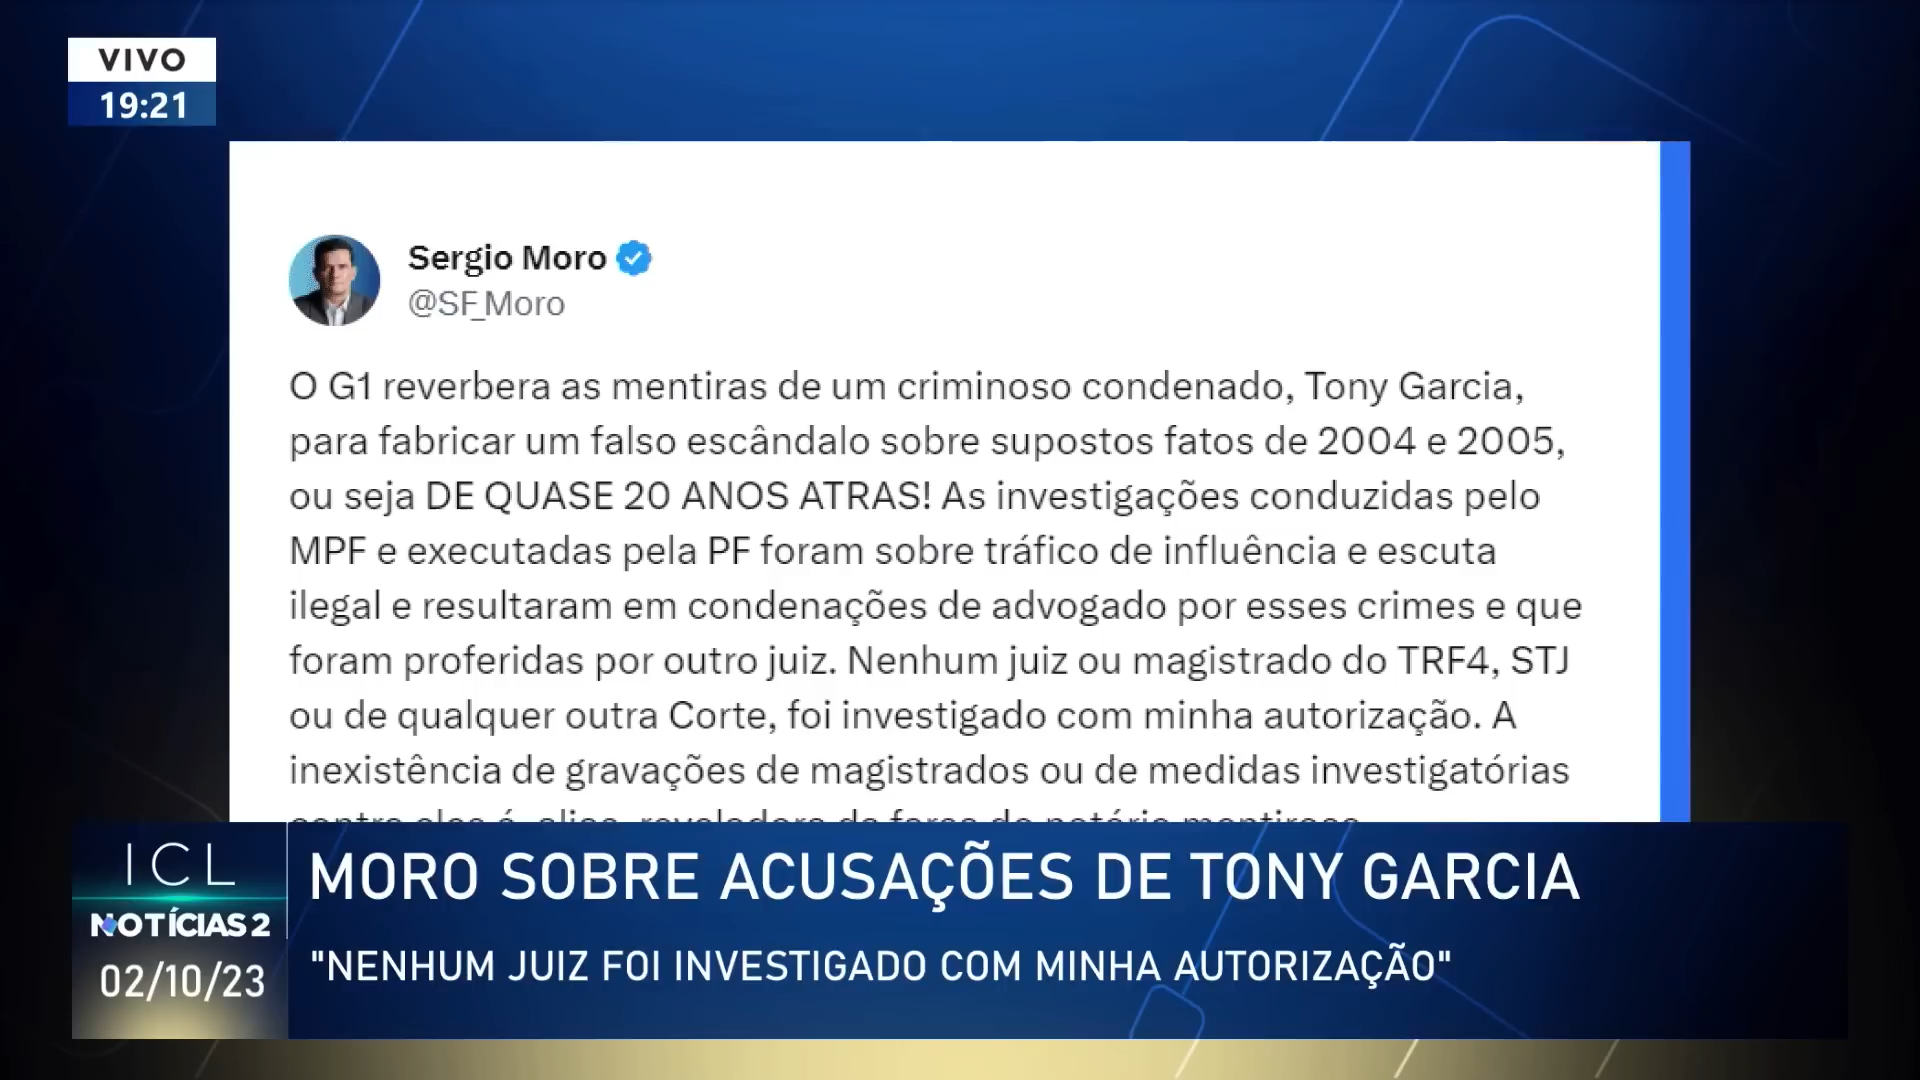 VIVO
19:21
Sergio Moro
@SF_Moro
O G1 reverbera as mentiras de um criminoso condenado, Tony Garcia,
para fabricar um falso escândalo sobre supostos fatos de 2004 e 2005,
ou seja DE QUASE 20 ANOS ATRAS! As investigações conduzidas pelo
MPF e executadas pela PF foram sobre tráfico de influência e escuta
ilegal e resultaram em condenações de advogado por esses crimes e que
foram proferidas por outro juiz. Nenhum juiz ou magistrado do TRF4, STJ
ou de qualquer outra Corte, foi investigado com minha autorização. A
inexistência de gravações de magistrados ou de medidas investigatórias
ICL
NOTÍCIAS 2
02/10/23
MORO SOBRE ACUSAÇÕES DE TONY GARCIA
"NENHUM JUIZ FOI INVESTIGADO COM MINHA AUTORIZAÇÃO"